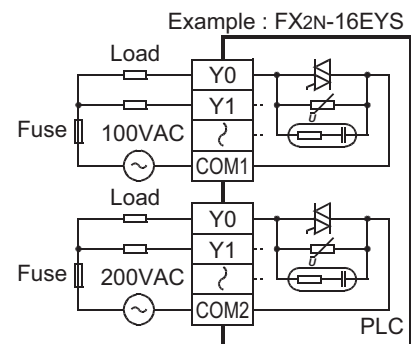 Example : FX2N-16EYS
Load
Y0
Y1
Fuse
100VAC
COM1
U
Load
Y0
Y1
Fuse
200VAC
COM2
U
PLC